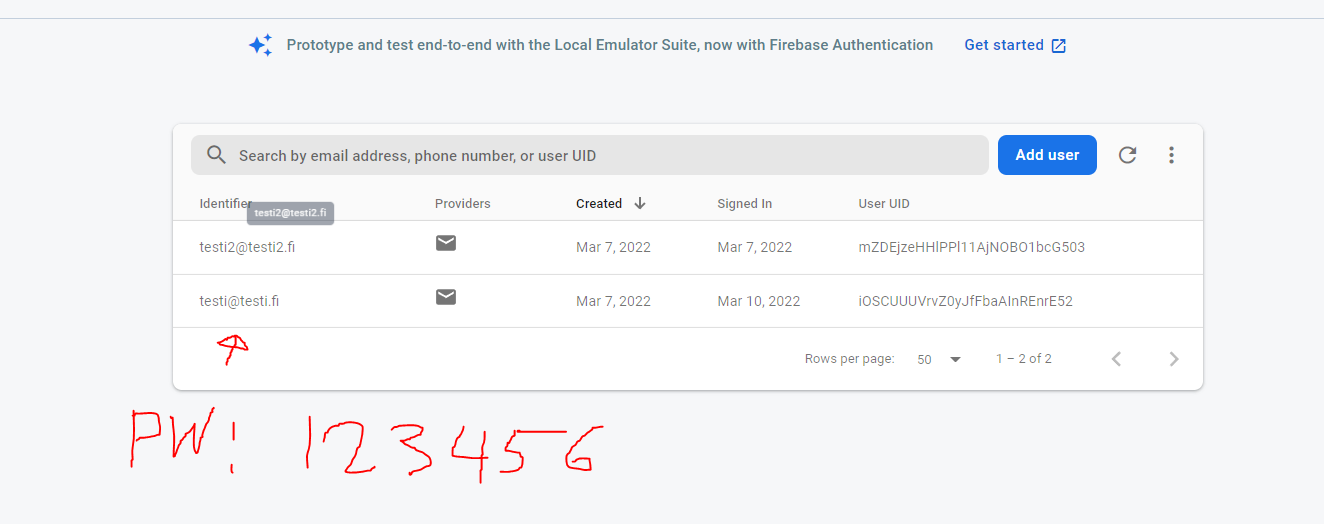 Prototype and test end-to-end with the Local Emulator Suite, now with Firebase Authentication Get started
Search by email address, phone number, or user UID Add user
Identifier Providers Created Signed In User UID
testi2@testi2.fi
testi2@testi2.fi Mar 7, 2022 Mar 7, 2022 mZDEjzeHHlPPl11AjNOBO1bcG503
testi@testi.fi Mar 7, 2022 Mar 10, 2022 iOSCUUUVrvZ0yJfFbaAInREnrE52
Rows per page: 50 1 – 2 of 2
PW! 123456